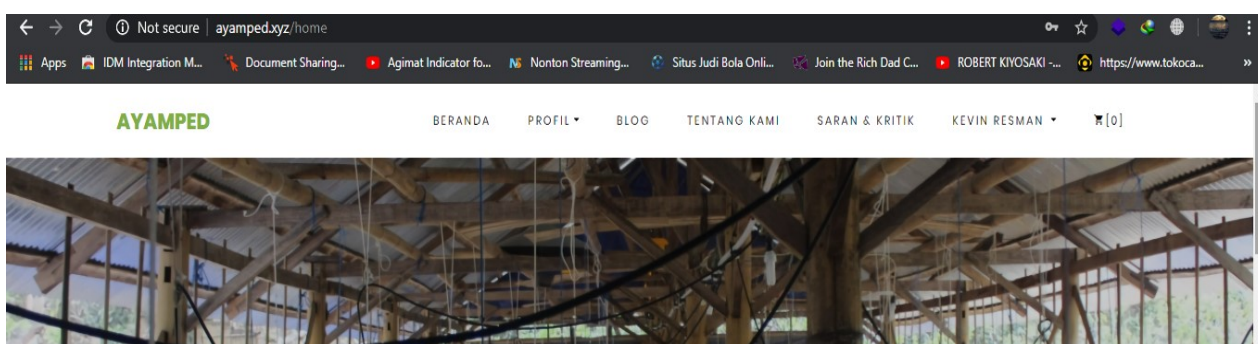 Not secure | ayamped.xyz/home
Apps IDM Integration M... Document Sharing... Agimat Indicator fo... Nonton Streaming... Situs Judi Bola Onli... Join the Rich Dad C... ROBERT KIYOSAKI -... https://www.tokoca... »
AYAMPED BERANDA PROFIL BLOG TENTANG KAMI SARAN & KRITIK KEVIN RESMAN [0]